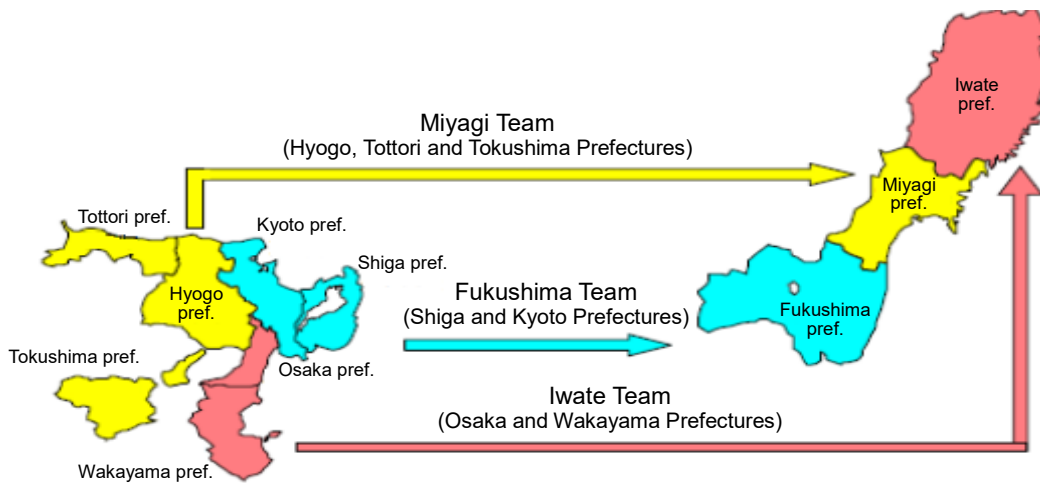 Iwate
pref.
Miyagi Team
(Hyogo, Tottori and Tokushima Prefectures)
Miyagi
pref.
Tottori pref.
Kyoto pref.
Shiga pref.
Hyogo
pref.
Fukushima Team
(Shiga and Kyoto Prefectures)
Fukushima
pref.
Tokushima pref.
Osaka pref.
Iwate Team
(Osaka and Wakayama Prefectures)
Wakayama pref.